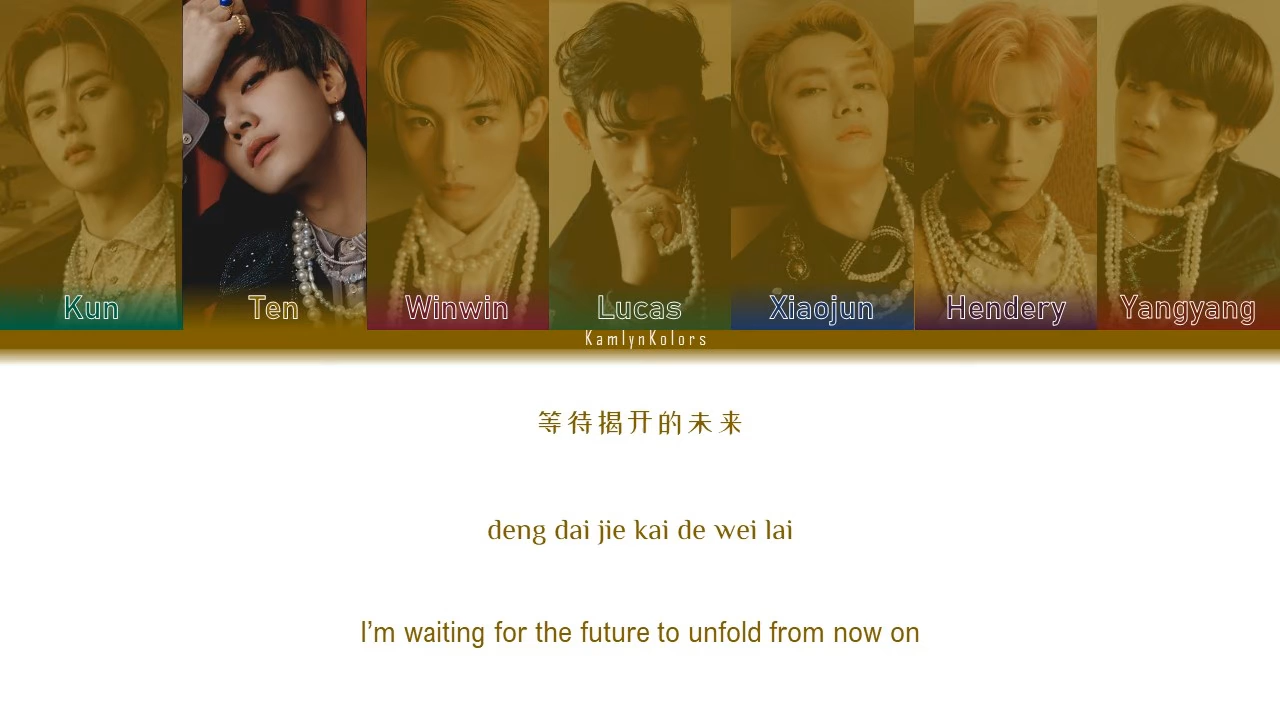 Kun Ten Winwin Lucas Xiaojun Hendery Yangyang
KamlynKolors
等待揭开的未来
deng dai jie kai de wei lai
I'm waiting for the future to unfold from now on